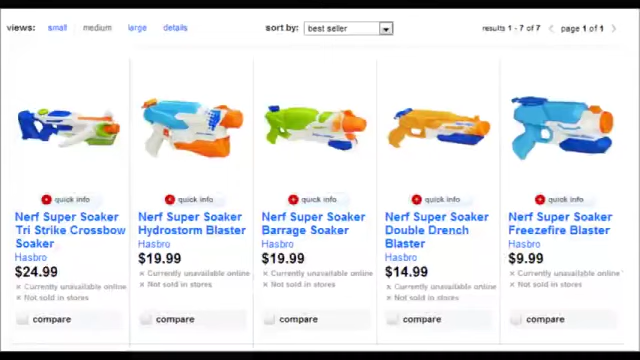 views: small medium large details sort by: best seller results 1 - 7 of 7 page 1 of 1
quick info quick info quick info quick info quick info
Nerf Super Soaker
Tri Strike Crossbow
Soaker
Hasbro
$24.99
× Currently unavailable online
× Not sold in stores
compare
Nerf Super Soaker
Hydrostorm Blaster
Hasbro
$19.99
× Currently unavailable online
× Not sold in stores
compare
Nerf Super Soaker
Barrage Soaker
Hasbro
$19.99
× Currently unavailable online
× Not sold in stores
compare
Nerf Super Soaker
Double Drench
Blaster
Hasbro
$14.99
× Currently unavailable online
× Not sold in stores
compare
Nerf Super Soaker
Freezefire Blaster
Hasbro
$9.99
× Currently unavailable online
× Not sold in stores
compare